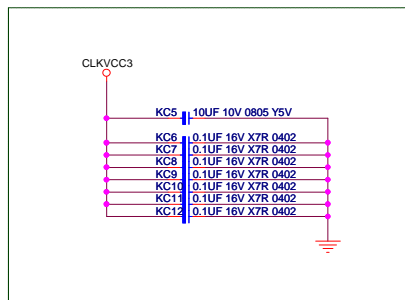 CLKVCC3
KC5 10UF 10V 0805 Y5V
KC6 0.1UF 16V X7R 0402
KC7 0.1UF 16V X7R 0402
KC8 0.1UF 16V X7R 0402
KC9 0.1UF 16V X7R 0402
KC10 0.1UF 16V X7R 0402
KC11 0.1UF 16V X7R 0402
KC12 0.1UF 16V X7R 0402